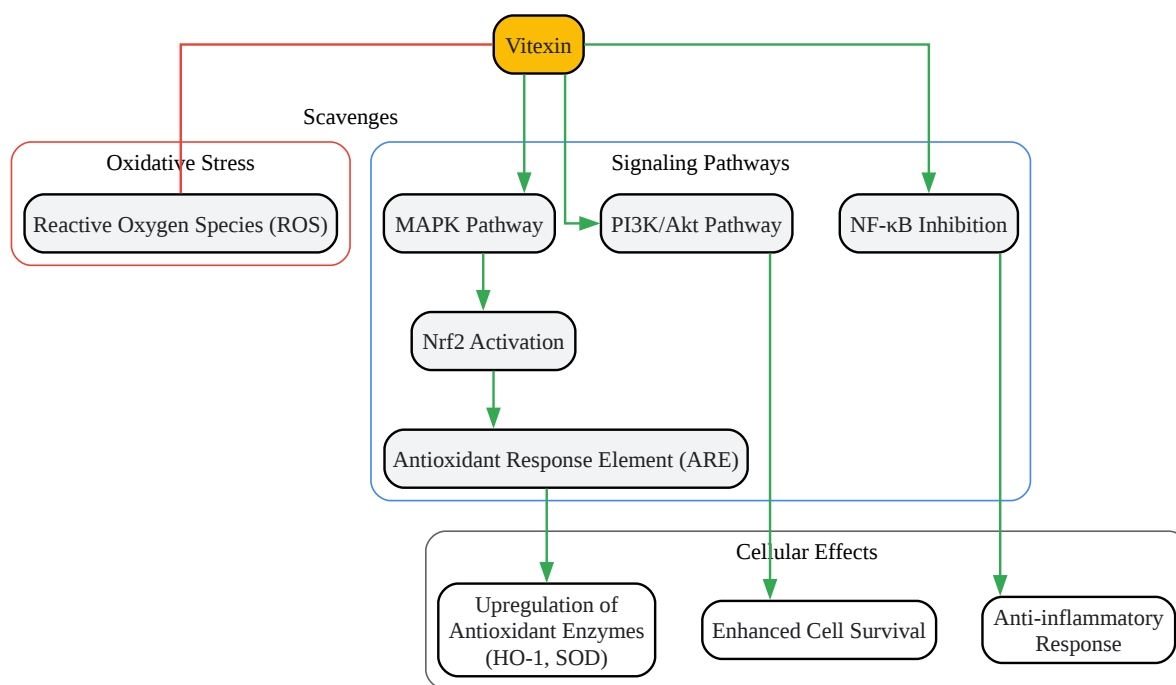 Vitexin
Scavenges
Oxidative Stress
Signaling Pathways
Reactive Oxygen Species (ROS)
MAPK Pathway
PI3K/Akt Pathway
NF-κB Inhibition
Nrf2 Activation
Antioxidant Response Element (ARE)
Cellular Effects
Upregulation of
Antioxidant Enzymes
(HO-1, SOD)
Enhanced Cell Survival
Anti-inflammatory
Response